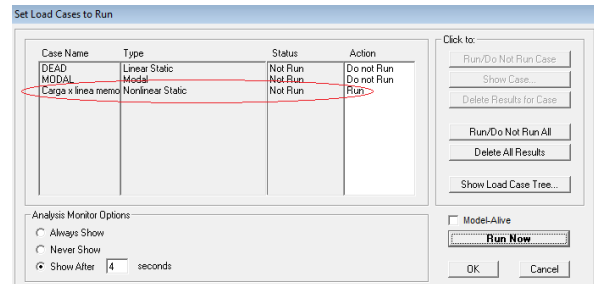 Set Load Cases to Run
Click to:
Case Name Type Status Action
DEAD Linear Static Not Run Do not Run
MODAL Modal Not Run Do not Run
Carga x linea memo Nonlinear Static Not Run Run
Run/Do Not Run Case
Show Case...
Delete Results for Case
Run/Do Not Run All
Delete All Results
Show Load Case Tree...
Analysis Monitor Options
Always Show
Never Show
Show After 4 seconds
Model-Alive
Run Now
OK Cancel